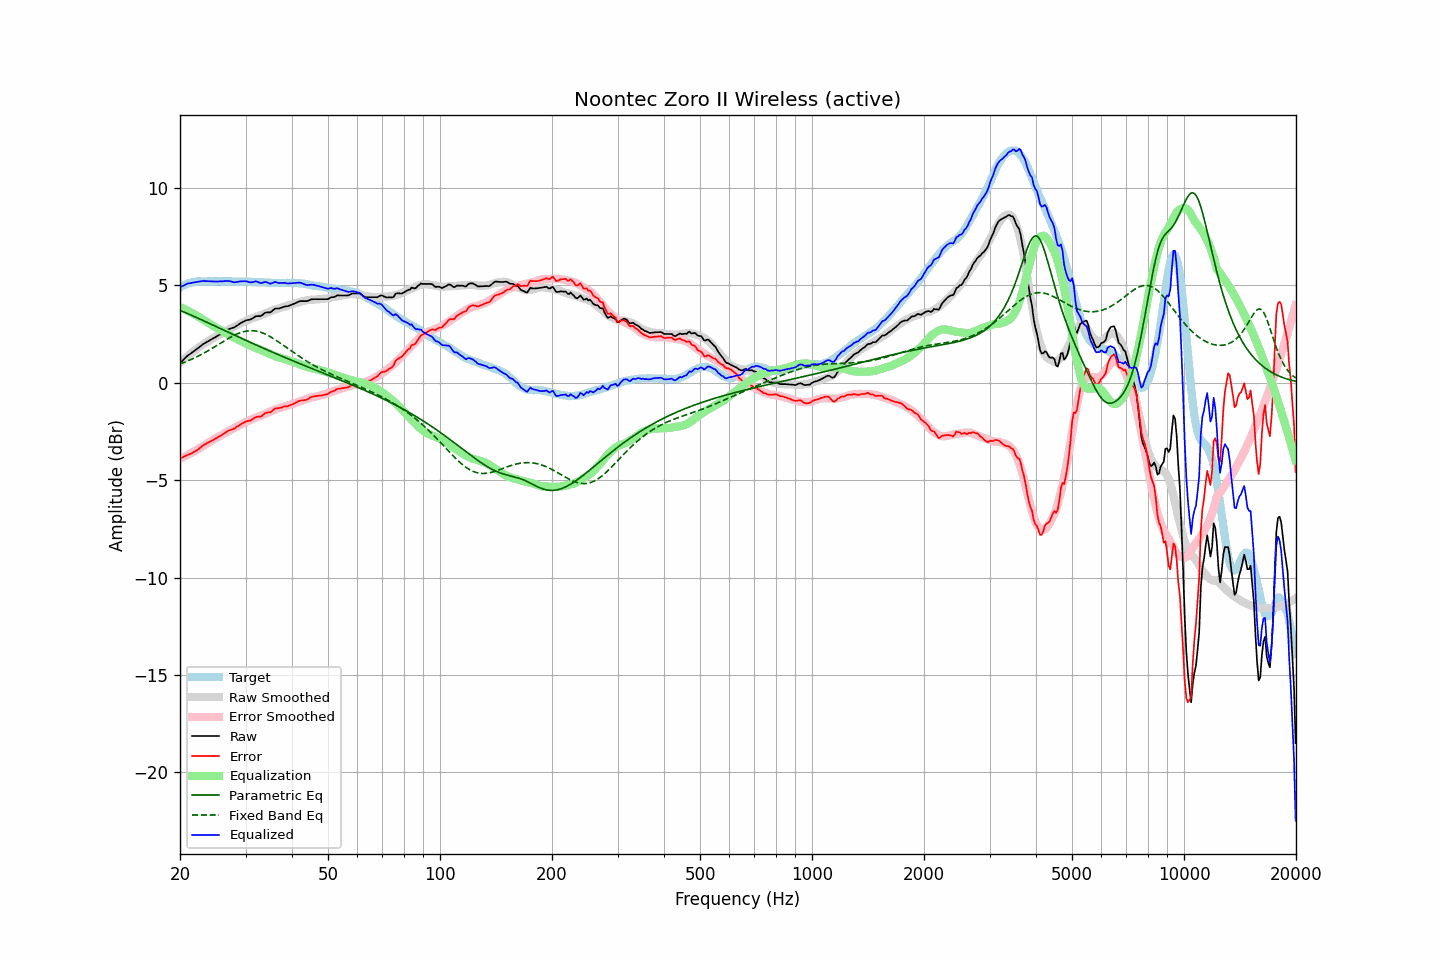 Noontec Zoro II Wireless (active)
Amplitude (dBr)
10
5
0
−5
−10
−15
−20
Target
Raw Smoothed
Error Smoothed
Raw
Error
Equalization
Parametric Eq
Fixed Band Eq
Equalized
20 50 100 200 500 1000 2000 5000 10000 20000
Frequency (Hz)